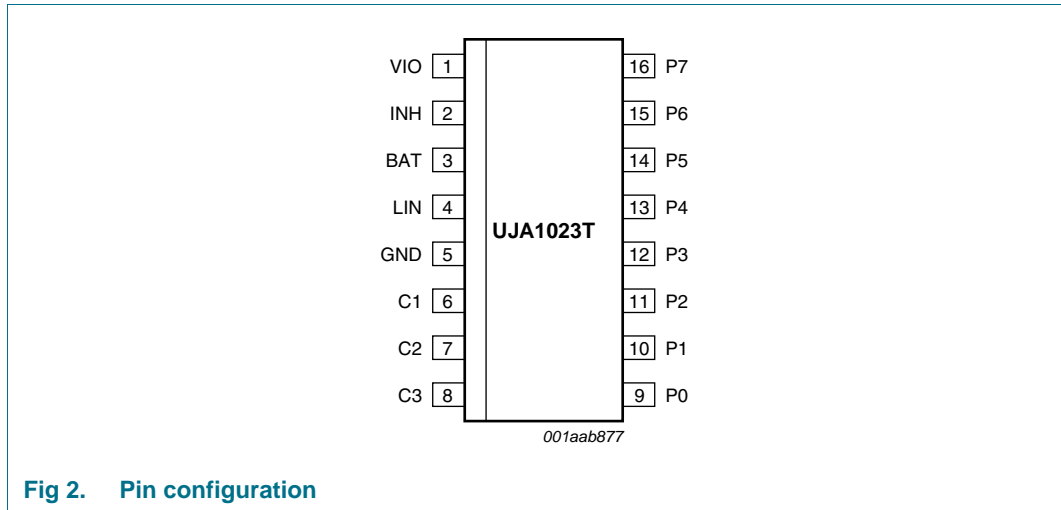 VIO 1 16 P7
INH 2 15 P6
BAT 3 14 P5
LIN 4 13 P4
UJA1023T
GND 5 12 P3
C1 6 11 P2
C2 7 10 P1
C3 8 9 P0
001aab877
Fig 2. Pin configuration